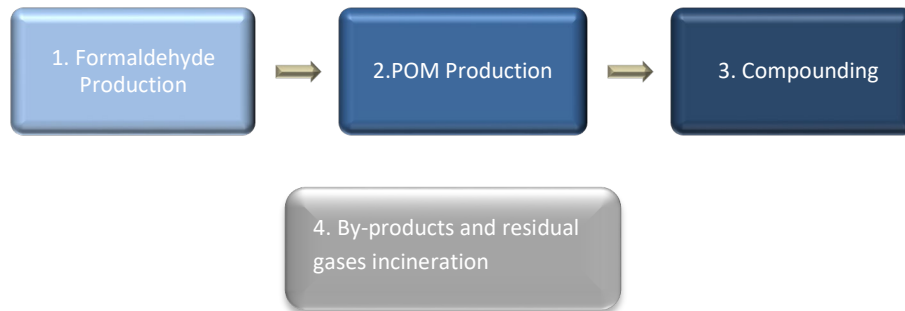 1. Formaldehyde
Production
2.POM Production
3. Compounding
4. By-products and residual
gases incineration